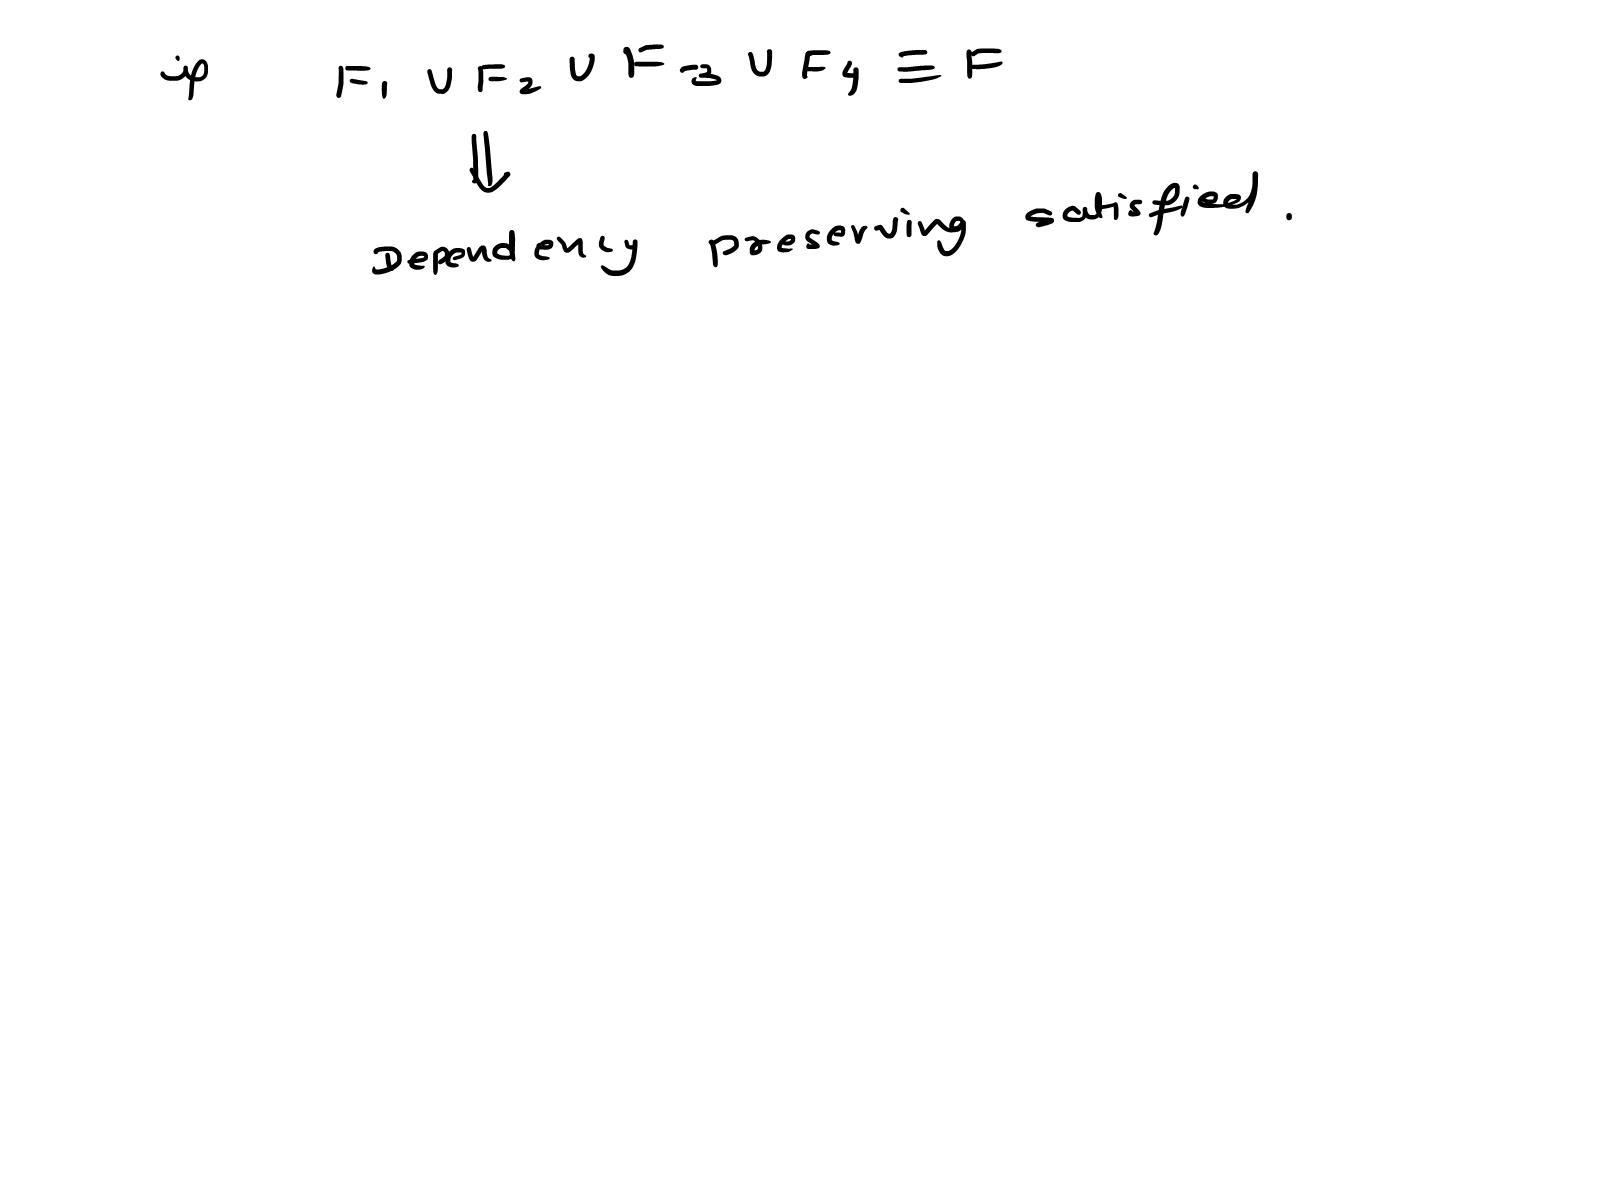 if F₁ ∪ F₂ ∪ F₃ ∪ F₄ ≡ F
⇓
Dependency preserving satisfied.